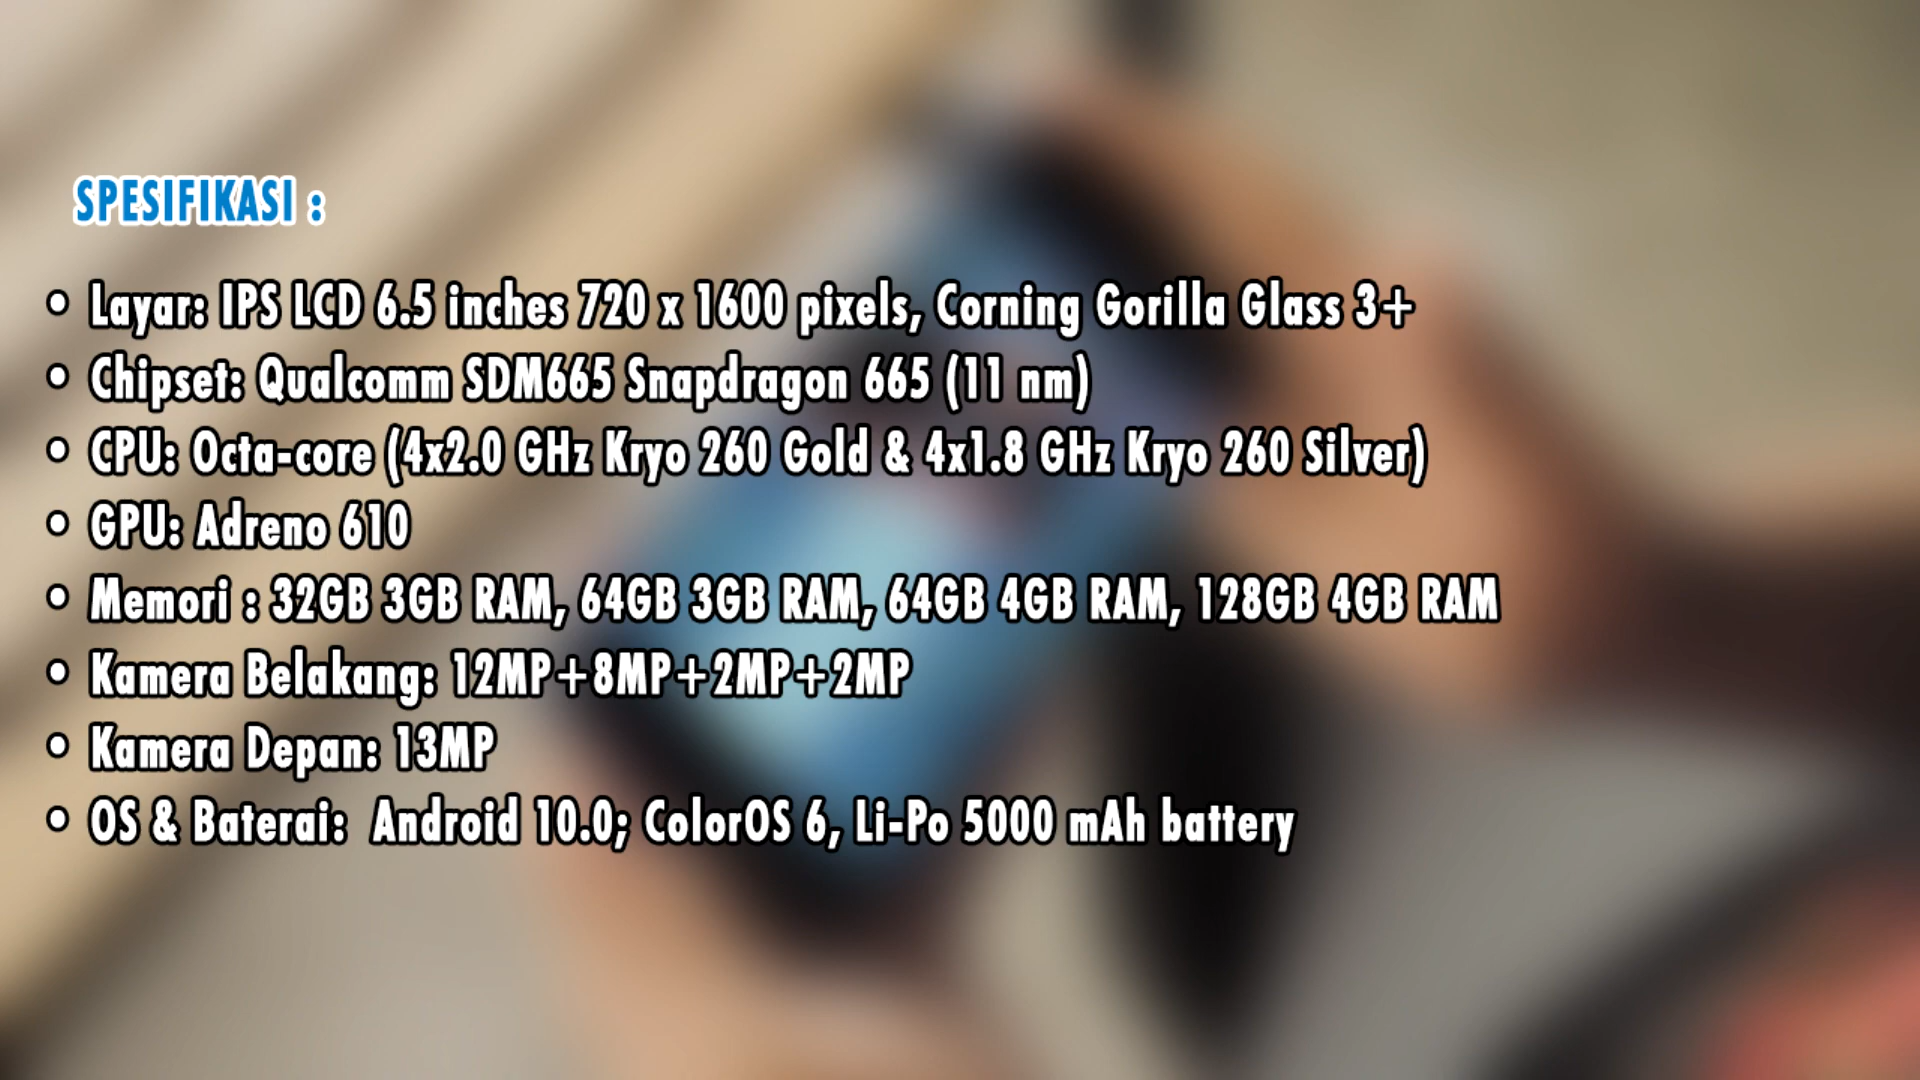 SPESIFIKASI :
• Layar: IPS LCD 6.5 inches 720 x 1600 pixels, Corning Gorilla Glass 3+
• Chipset: Qualcomm SDM665 Snapdragon 665 (11 nm)
• CPU: Octa-core (4x2.0 GHz Kryo 260 Gold & 4x1.8 GHz Kryo 260 Silver)
• GPU: Adreno 610
• Memori : 32GB 3GB RAM, 64GB 3GB RAM, 64GB 4GB RAM, 128GB 4GB RAM
• Kamera Belakang: 12MP+8MP+2MP+2MP
• Kamera Depan: 13MP
• OS & Baterai:  Android 10.0; ColorOS 6, Li-Po 5000 mAh battery